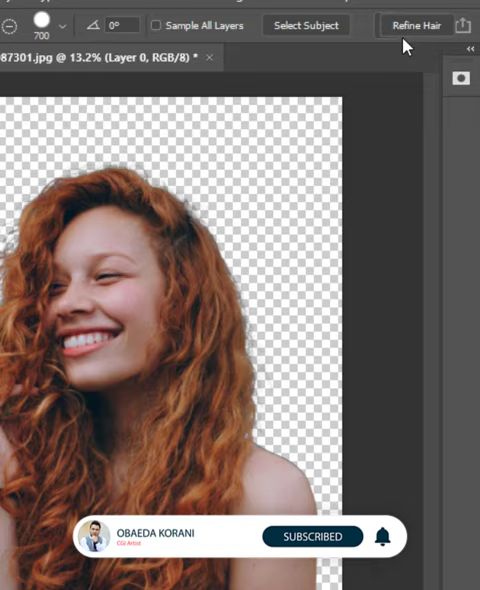 700
0°
Sample All Layers
Select Subject
Refine Hair
87301.jpg @ 13.2% (Layer 0, RGB/8) * ×
OBAEDA KORANI
CGI Artist
SUBSCRIBED